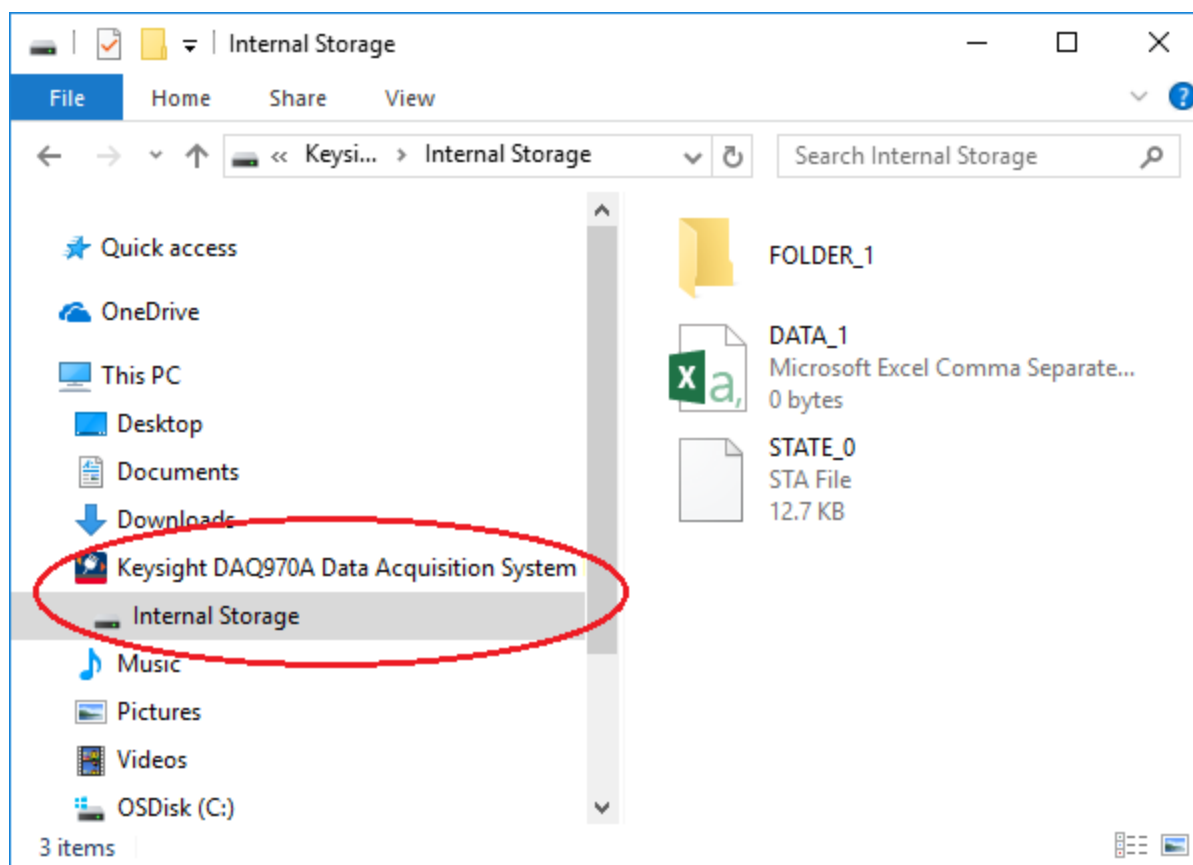 Internal Storage
File Home Share View
« Keysi... > Internal Storage
Search Internal Storage
Quick access
OneDrive
This PC
Desktop
Documents
Downloads
Keysight DAQ970A Data Acquisition System
Internal Storage
Music
Pictures
Videos
OSDisk (C:)
FOLDER_1
DATA_1
Microsoft Excel Comma Separate...
0 bytes
STATE_0
STA File
12.7 KB
3 items